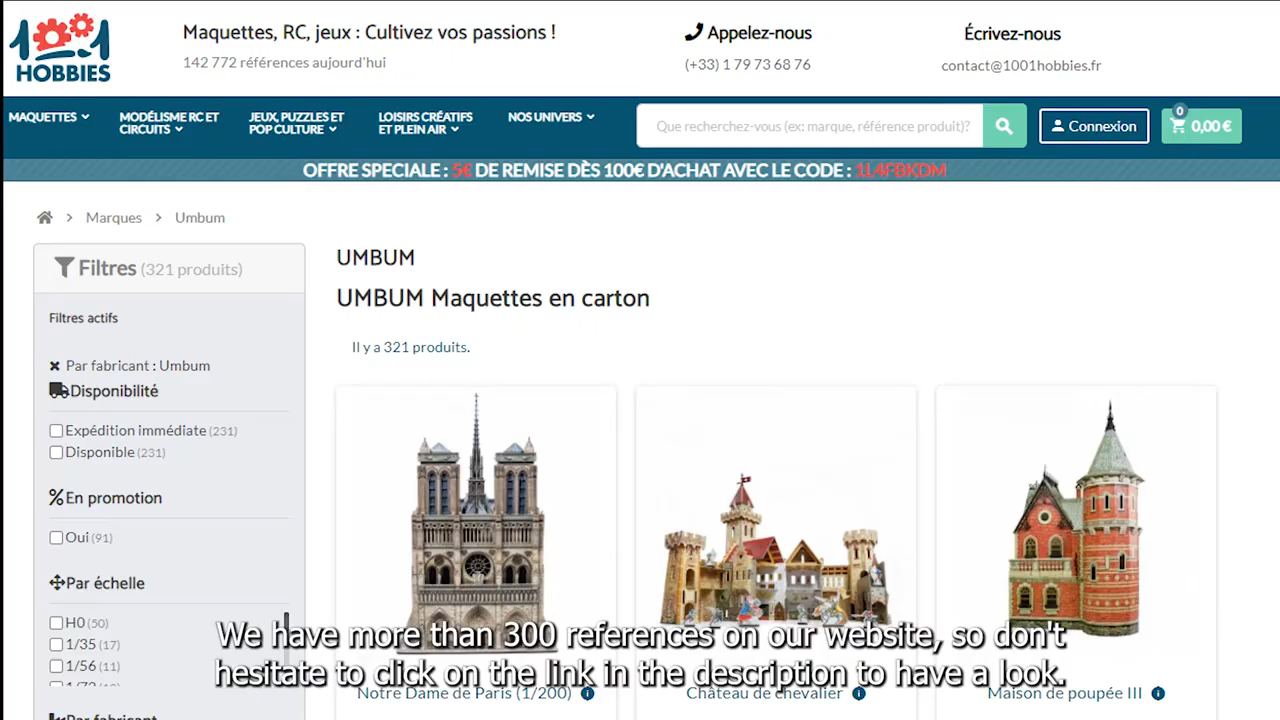 1001
HOBBIES
Maquettes, RC, jeux : Cultivez vos passions !
142 772 références aujourd'hui
Appelez-nous
(+33) 1 79 73 68 76
Écrivez-nous
contact@1001hobbies.fr
MAQUETTES
MODÉLISME RC ET
CIRCUITS
JEUX, PUZZLES ET
POP CULTURE
LOISIRS CRÉATIFS
ET PLEIN AIR
NOS UNIVERS
Que recherchez-vous (ex: marque, référence produit)?
Connexion
0
0,00 €
OFFRE SPECIALE : 5€ DE REMISE DÈS 100€ D'ACHAT AVEC LE CODE : 1L4FBKDM
Marques > Umbum
Filtres (321 produits)
Filtres actifs
Par fabricant : Umbum
Disponibilité
Expédition immédiate (231)
Disponible (231)
En promotion
Oui (91)
Par échelle
H0 (50)
1/35 (17)
1/56 (11)
Par fabricant
UMBUM
UMBUM Maquettes en carton
Il y a 321 produits.
Notre Dame de Paris (1/200)
Château de chevalier
Maison de poupée III
We have more than 300 references on our website, so don't
hesitate to click on the link in the description to have a look.